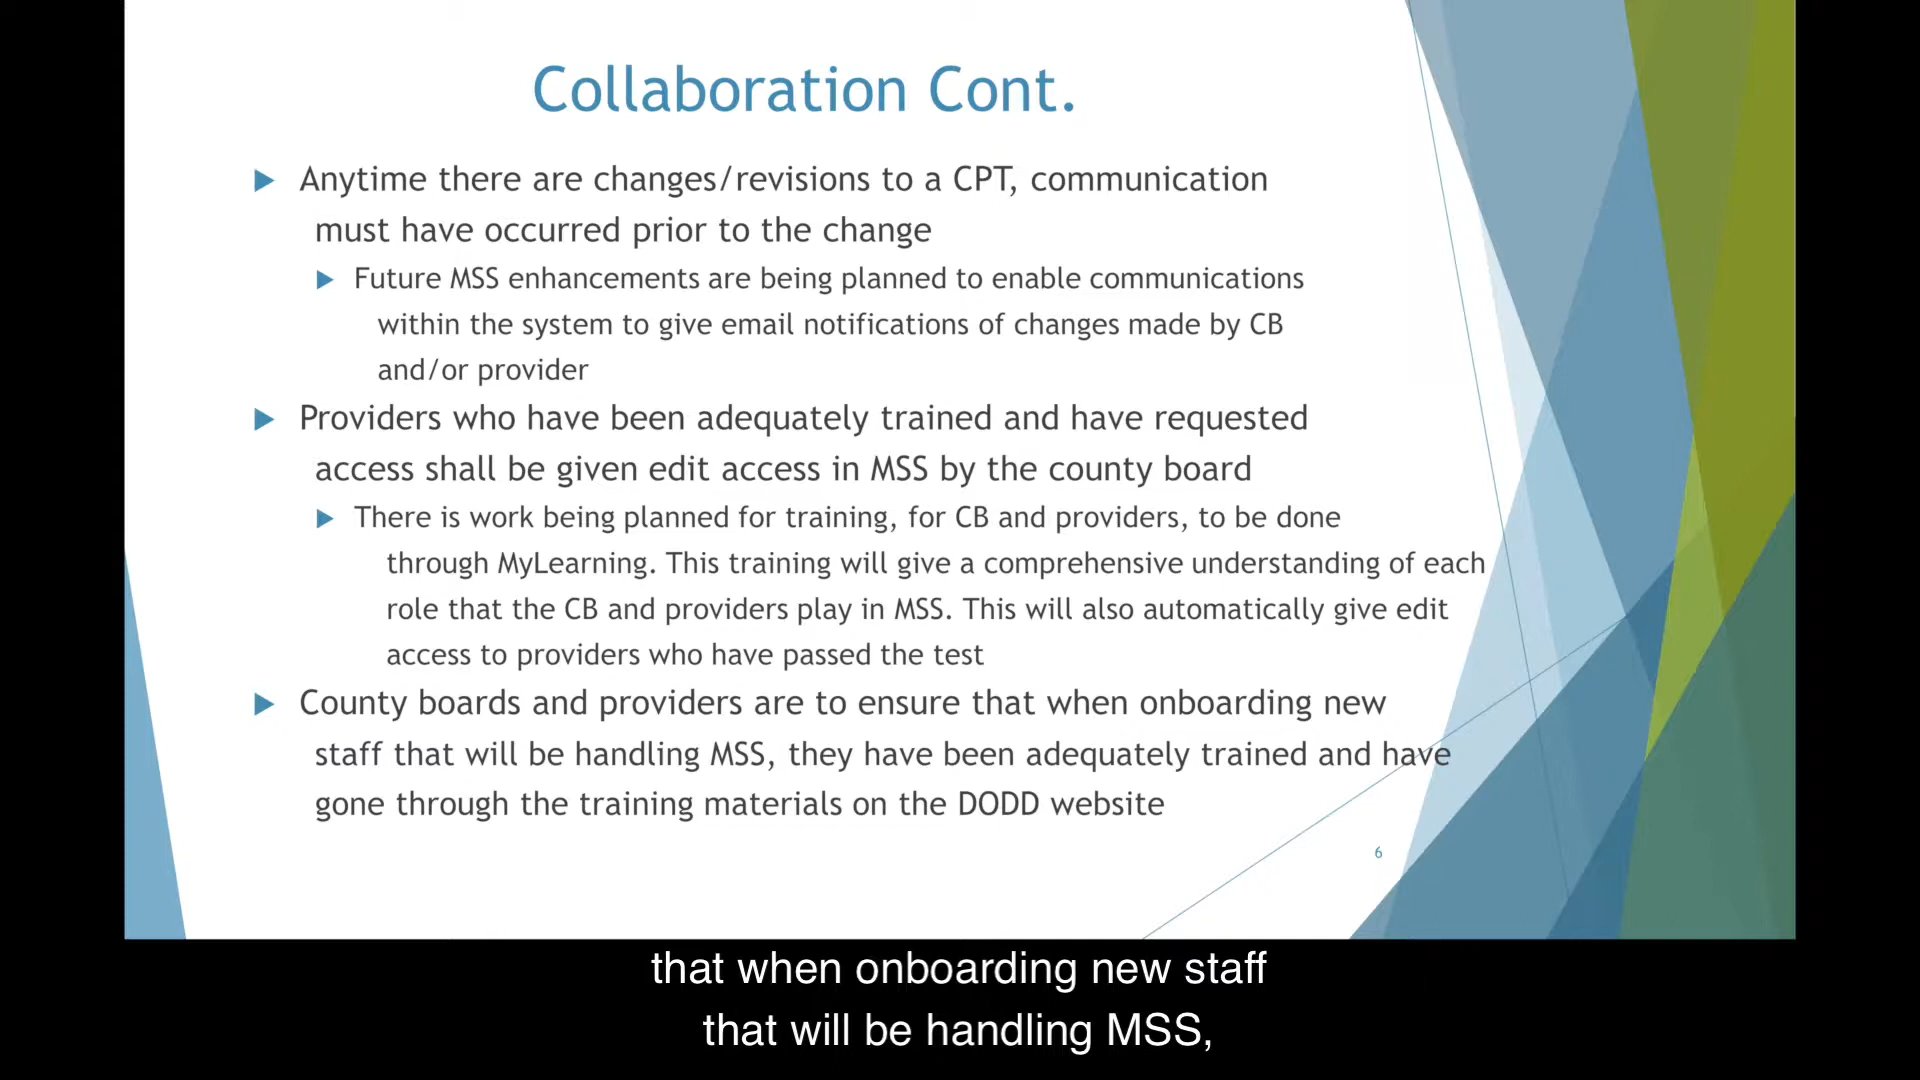 Collaboration Cont.
Anytime there are changes/revisions to a CPT, communication
must have occurred prior to the change
Future MSS enhancements are being planned to enable communications
within the system to give email notifications of changes made by CB
and/or provider
Providers who have been adequately trained and have requested
access shall be given edit access in MSS by the county board
There is work being planned for training, for CB and providers, to be done
through MyLearning. This training will give a comprehensive understanding of each
role that the CB and providers play in MSS. This will also automatically give edit
access to providers who have passed the test
County boards and providers are to ensure that when onboarding new
staff that will be handling MSS, they have been adequately trained and have
gone through the training materials on the DODD website
6
that when onboarding new staff
that will be handling MSS,